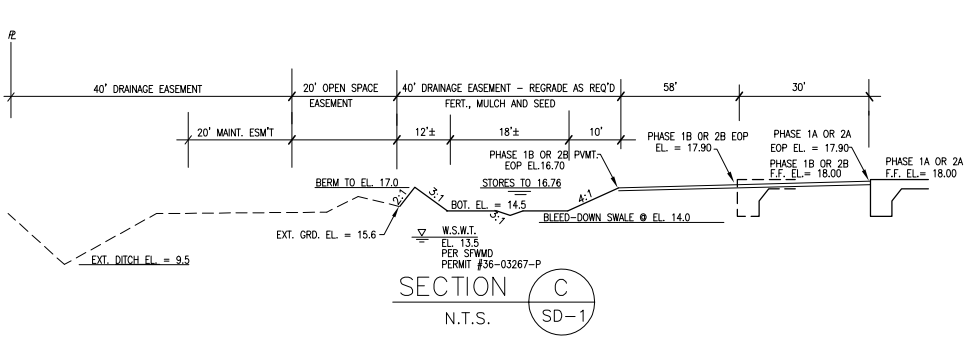 PL
40' DRAINAGE EASEMENT
20' OPEN SPACE
EASEMENT
40' DRAINAGE EASEMENT - REGRADE AS REQ'D
FERT., MULCH AND SEED
58'
30'
20' MAINT. ESM'T
12'±
18'±
10'
PHASE 1B OR 2B PVMT.
EOP EL.16.70
PHASE 1B OR 2B EOP
EL. = 17.90
PHASE 1A OR 2A
EOP EL. = 17.90
PHASE 1B OR 2B
F.F. EL.= 18.00
PHASE 1A OR 2A
F.F. EL.= 18.00
BERM TO EL. 17.0
2:1
3:1
STORES TO 16.76
4:1
BOT. EL. = 14.5
3:1
BLEED-DOWN SWALE @ EL. 14.0
EXT. GRD. EL. = 15.6
W.S.W.T.
EL. 13.5
PER SFWMD
PERMIT #36-03267-P
EXT. DITCH EL. = 9.5
SECTION
C
SD-1
N.T.S.